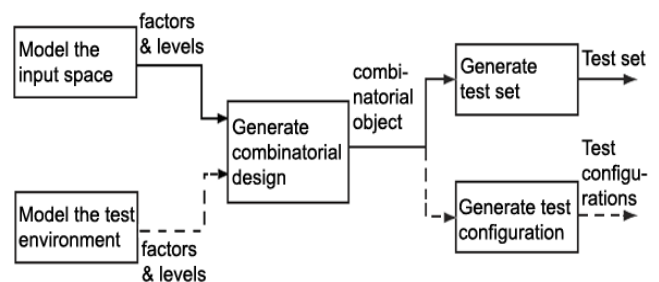 factors
& levels
Model the
input space
combi-
natorial
object
Generate
test set
Test set
Generate
combinatorial
design
Test
configu-
rations
Model the test
environment
factors
& levels
Generate test
configuration